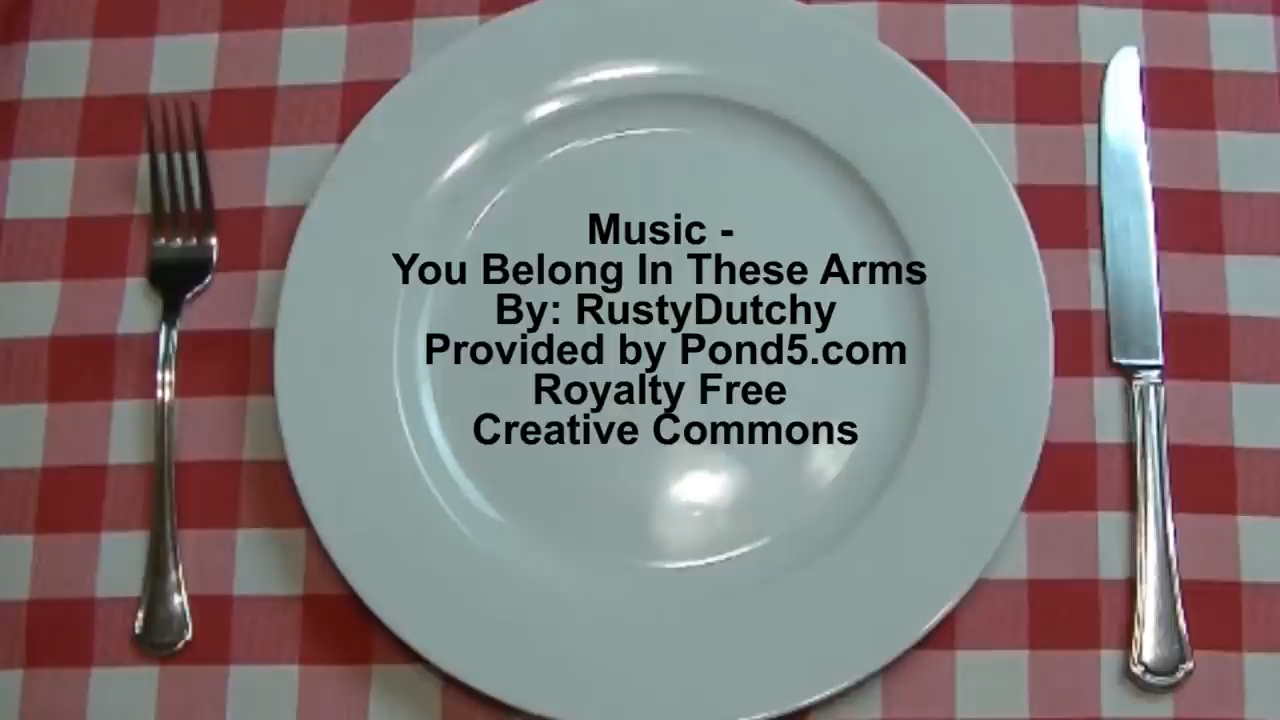 Music -
You Belong In These Arms
By: RustyDutchy
Provided by Pond5.com
Royalty Free
Creative Commons